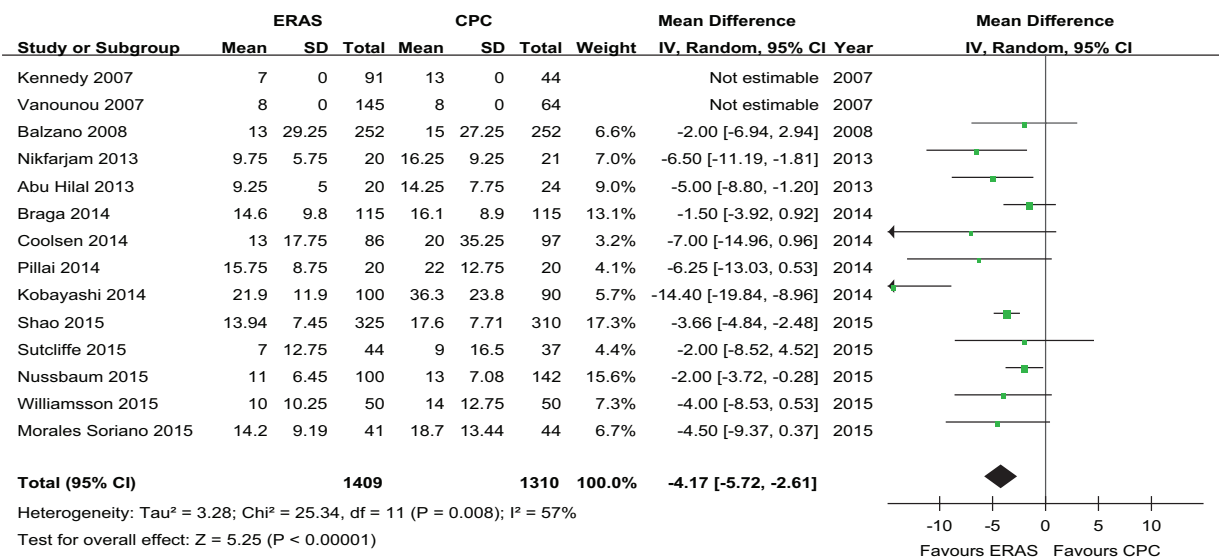 ERAS CPC Mean Difference Mean Difference
Study or Subgroup Mean SD Total Mean SD Total Weight IV, Random, 95% CI Year IV, Random, 95% CI
Kennedy 2007 7 0 91 13 0 44 Not estimable 2007
Vanounou 2007 8 0 145 8 0 64 Not estimable 2007
Balzano 2008 13 29.25 252 15 27.25 252 6.6% -2.00 [-6.94, 2.94] 2008
Nikfarjam 2013 9.75 5.75 20 16.25 9.25 21 7.0% -6.50 [-11.19, -1.81] 2013
Abu Hilal 2013 9.25 5 20 14.25 7.75 24 9.0% -5.00 [-8.80, -1.20] 2013
Braga 2014 14.6 9.8 115 16.1 8.9 115 13.1% -1.50 [-3.92, 0.92] 2014
Coolsen 2014 13 17.75 86 20 35.25 97 3.2% -7.00 [-14.96, 0.96] 2014
Pillai 2014 15.75 8.75 20 22 12.75 20 4.1% -6.25 [-13.03, 0.53] 2014
Kobayashi 2014 21.9 11.9 100 36.3 23.8 90 5.7% -14.40 [-19.84, -8.96] 2014
Shao 2015 13.94 7.45 325 17.6 7.71 310 17.3% -3.66 [-4.84, -2.48] 2015
Sutcliffe 2015 7 12.75 44 9 16.5 37 4.4% -2.00 [-8.52, 4.52] 2015
Nussbaum 2015 11 6.45 100 13 7.08 142 15.6% -2.00 [-3.72, -0.28] 2015
Williamsson 2015 10 10.25 50 14 12.75 50 7.3% -4.00 [-8.53, 0.53] 2015
Morales Soriano 2015 14.2 9.19 41 18.7 13.44 44 6.7% -4.50 [-9.37, 0.37] 2015
Total (95% CI) 1409 1310 100.0% -4.17 [-5.72, -2.61]
Heterogeneity: Tau² = 3.28; Chi² = 25.34, df = 11 (P = 0.008); I² = 57%
Test for overall effect: Z = 5.25 (P < 0.00001)
-10 -5 0 5 10
Favours ERAS Favours CPC